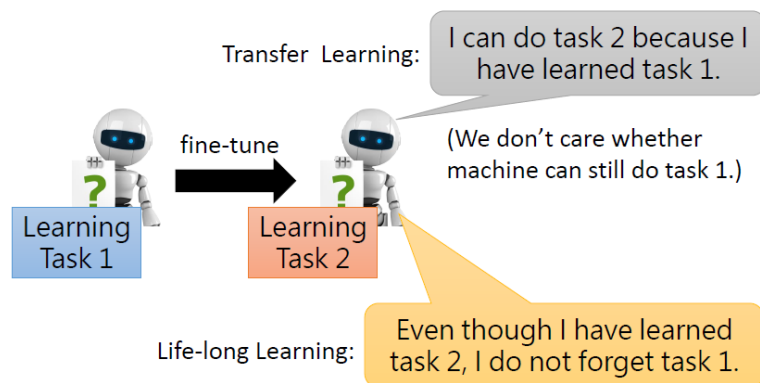 Transfer Learning:
I can do task 2 because I
have learned task 1.
fine-tune
(We don’t care whether
machine can still do task 1.)
?
?
Learning
Task 1
Learning
Task 2
Life-long Learning:
Even though I have learned
task 2, I do not forget task 1.